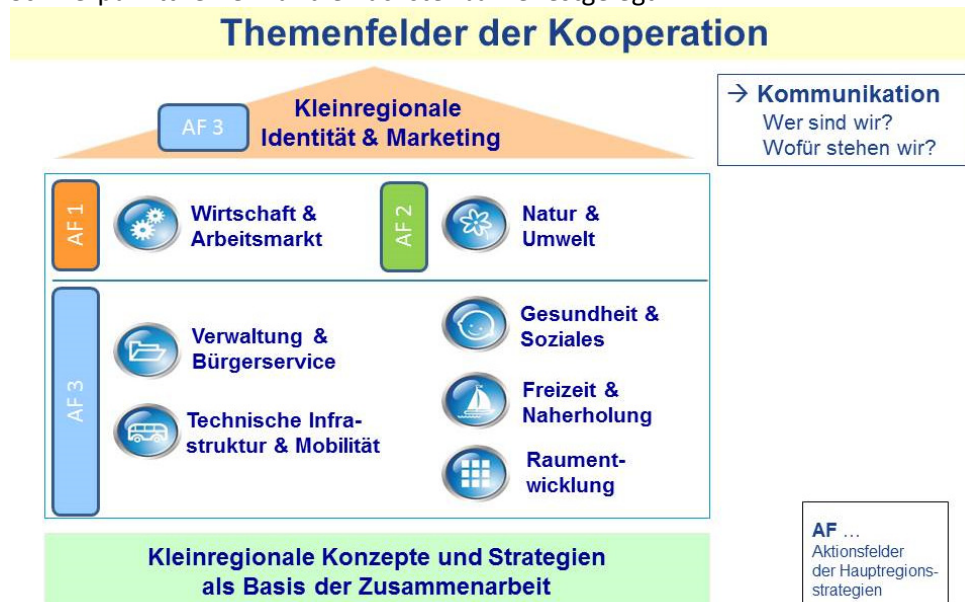 Themenfelder der Kooperation
AF 3
Kleinregionale
Identität & Marketing
→ Kommunikation
Wer sind wir?
Wofür stehen wir?
AF 1
Wirtschaft &
Arbeitsmarkt
AF 2
Natur &
Umwelt
AF 3
Verwaltung &
Bürgerservice
Technische Infra-
struktur & Mobilität
Gesundheit &
Soziales
Freizeit &
Naherholung
Raument-
wicklung
Kleinregionale Konzepte und Strategien
als Basis der Zusammenarbeit
AF ...
Aktionsfelder
der Hauptregions-
strategien